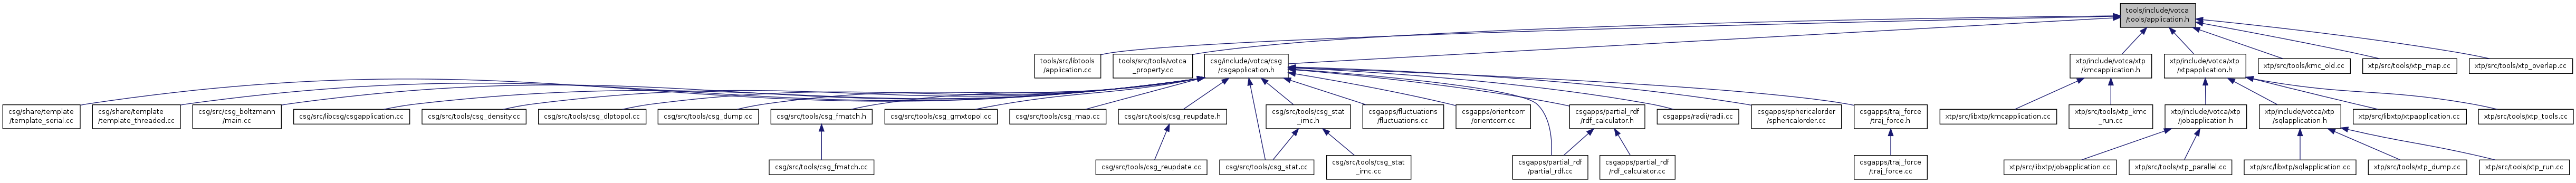 tools/include/votca
/tools/application.h
tools/src/libtools
/application.cc
tools/src/tools/votca
_property.cc
csg/include/votca/csg
/csgapplication.h
xtp/include/votca/xtp
/kmcapplication.h
xtp/include/votca/xtp
/xtpapplication.h
xtp/src/tools/kmc_old.cc
xtp/src/tools/xtp_map.cc
xtp/src/tools/xtp_overlap.cc
csg/share/template
/template_serial.cc
csg/share/template
/template_threaded.cc
csg/src/csg_boltzmann
/main.cc
csg/src/libcsg/csgapplication.cc
csg/src/tools/csg_density.cc
csg/src/tools/csg_dlptopol.cc
csg/src/tools/csg_dump.cc
csg/src/tools/csg_fmatch.h
csg/src/tools/csg_gmxtopol.cc
csg/src/tools/csg_map.cc
csg/src/tools/csg_reupdate.h
csg/src/tools/csg_stat
_imc.h
csgapps/fluctuations
/fluctuations.cc
csgapps/orientcorr
/orientcorr.cc
csgapps/partial_rdf
/rdf_calculator.h
csgapps/radii/radii.cc
csgapps/sphericalorder
/sphericalorder.cc
csgapps/traj_force
/traj_force.h
xtp/src/libxtp/kmcapplication.cc
xtp/src/tools/xtp_kmc
_run.cc
xtp/include/votca/xtp
/jobapplication.h
xtp/include/votca/xtp
/sqlapplication.h
xtp/src/libxtp/xtpapplication.cc
xtp/src/tools/xtp_tools.cc
csg/src/tools/csg_fmatch.cc
csg/src/tools/csg_reupdate.cc
csg/src/tools/csg_stat.cc
csg/src/tools/csg_stat
_imc.cc
csgapps/partial_rdf
/partial_rdf.cc
csgapps/partial_rdf
/rdf_calculator.cc
csgapps/traj_force
/traj_force.cc
xtp/src/libxtp/jobapplication.cc
xtp/src/tools/xtp_parallel.cc
xtp/src/libxtp/sqlapplication.cc
xtp/src/tools/xtp_dump.cc
xtp/src/tools/xtp_run.cc